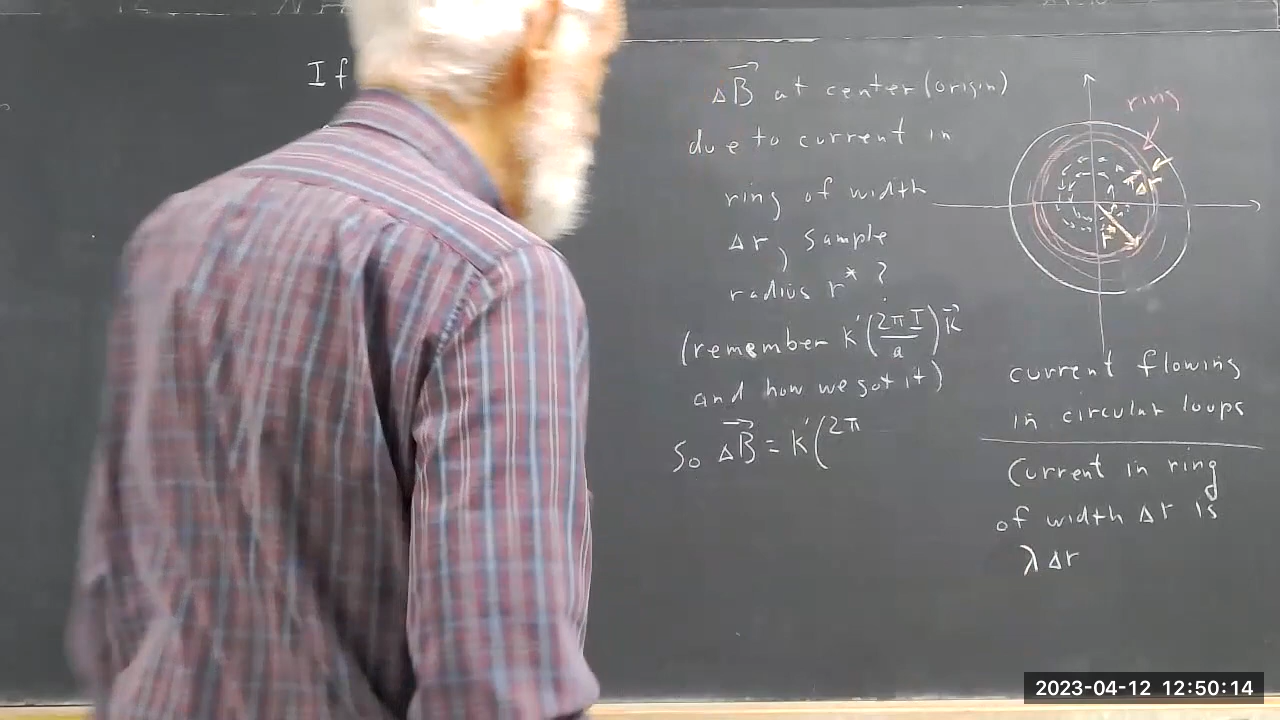 If
ΔB⃗ at center (origin)
due to current in
ring of width
Δr, sample
radius r* ?
(remember k'(2πI/a)k⃗
and how we got it)
So ΔB⃗ = k'(2π
ring
Δr
r
current flowing
in circular loops
Current in ring
of width Δr is
λΔr
2023-04-12 12:50:14